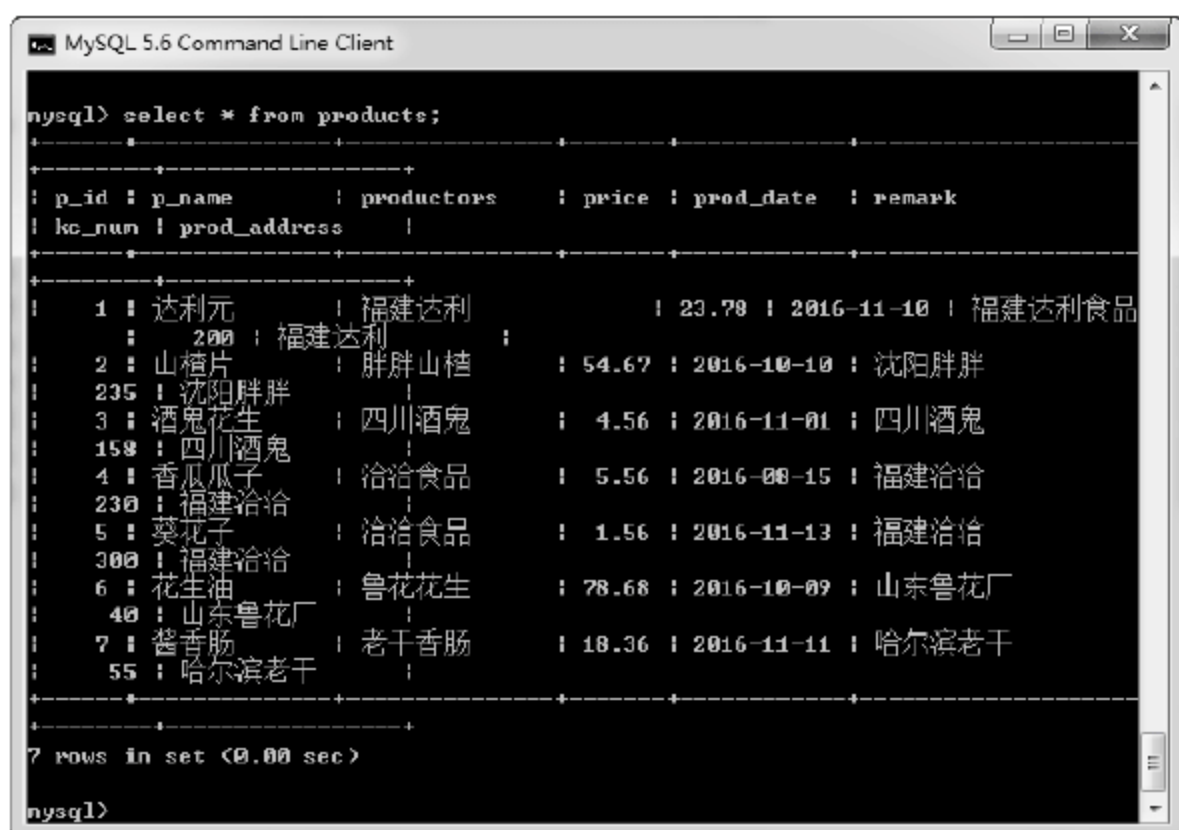 MySQL 5.6 Command Line Client
mysql> select * from products;
+------+----------------+-----------------+--------+-------------+----------------------
+---------+------------------+
| p_id | p_name | productors | price | prod_date | remark
| kc_num | prod_address |
+------+----------------+-----------------+--------+-------------+----------------------
+---------+------------------+
| 1 | 达利元 | 福建达利 | 23.78 | 2016-11-10 | 福建达利食品
| 200 | 福建达利 |
| 2 | 山楂片 | 胖胖山楂 | 54.67 | 2016-10-10 | 沈阳胖胖
| 235 | 沈阳胖胖 |
| 3 | 酒鬼花生 | 四川酒鬼 | 4.56 | 2016-11-01 | 四川酒鬼
| 158 | 四川酒鬼 |
| 4 | 香瓜瓜子 | 洽洽食品 | 5.56 | 2016-08-15 | 福建洽洽
| 230 | 福建洽洽 |
| 5 | 葵花子 | 洽洽食品 | 1.56 | 2016-11-13 | 福建洽洽
| 300 | 福建洽洽 |
| 6 | 花生油 | 鲁花花生 | 78.68 | 2016-10-09 | 山东鲁花厂
| 40 | 山东鲁花厂 |
| 7 | 酱香肠 | 老干香肠 | 18.36 | 2016-11-11 | 哈尔滨老干
| 55 | 哈尔滨老干 |
+------+----------------+-----------------+--------+-------------+----------------------
+---------+------------------+
7 rows in set (0.00 sec)
mysql>